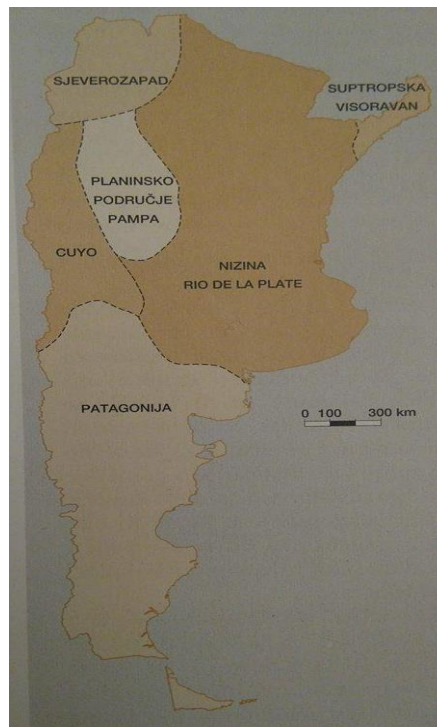 SJEVEROZAPAD
SUPTROPSKA
VISORAVAN
PLANINSKO
PODRUČJE
PAMPA
CUYO
NIZINA
RIO DE LA PLATE
PATAGONIJA
0 100 300 km